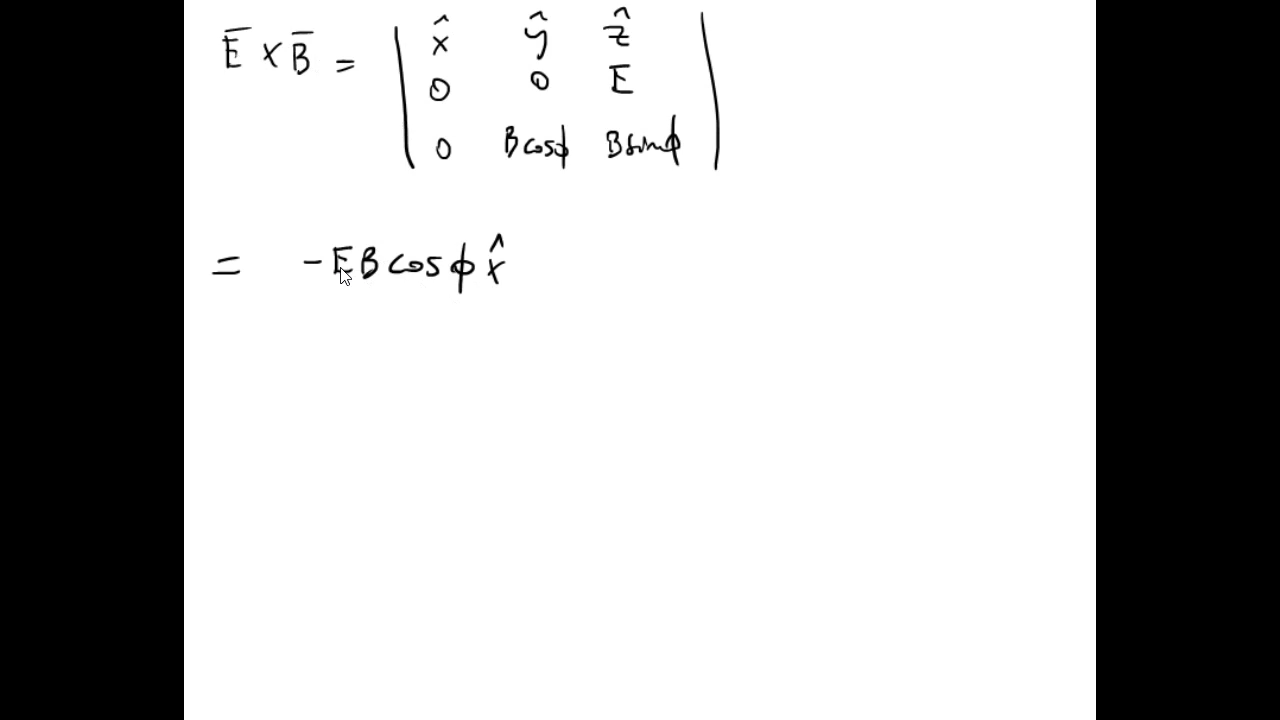 E̅ × B̅ = | x̂ ŷ ẑ |
0 0 E
0 Bcosϕ Bsinϕ
= -EBcosϕ x̂